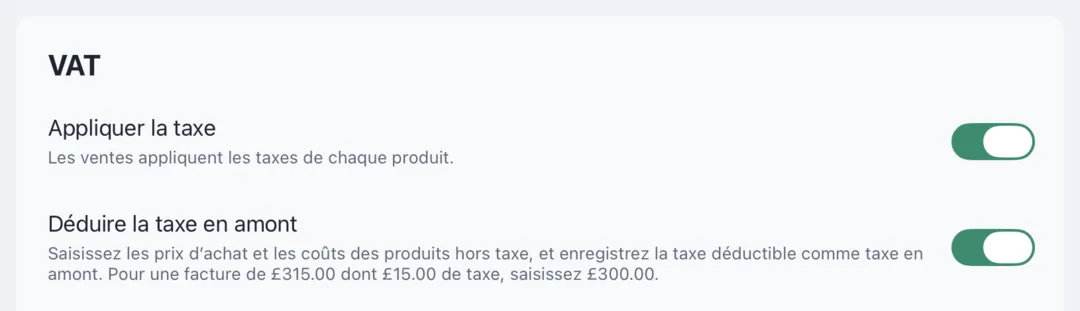 VAT
Appliquer la taxe
Les ventes appliquent les taxes de chaque produit.
Déduire la taxe en amont
Saisissez les prix d’achat et les coûts des produits hors taxe, et enregistrez la taxe déductible comme taxe en
amont. Pour une facture de £315.00 dont £15.00 de taxe, saisissez £300.00.